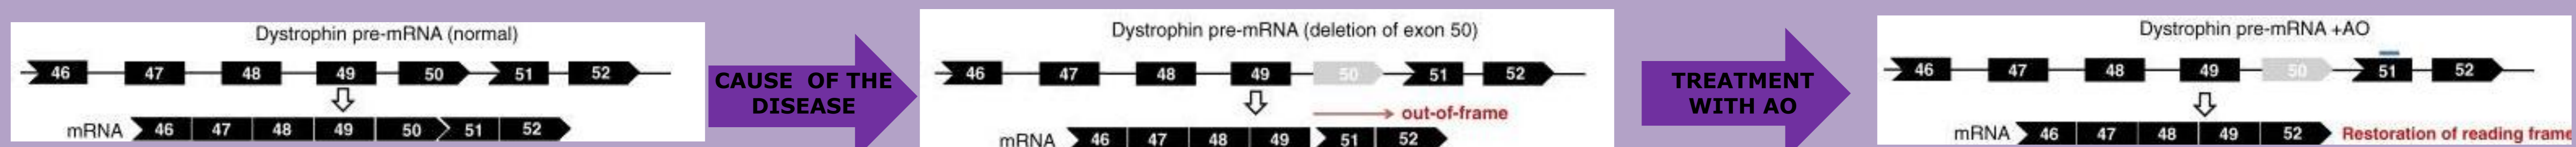 Dystrophin pre-mRNA (normal)
46 47 48 49 50 51 52
mRNA 46 47 48 49 50 51 52
CAUSE OF THE
DISEASE
Dystrophin pre-mRNA (deletion of exon 50)
46 47 48 49 50 51 52
out-of-frame
mRNA 46 47 48 49 51 52
TREATMENT
WITH AO
Dystrophin pre-mRNA +AO
46 47 48 49 50 51 52
mRNA 46 47 48 49 52 Restoration of reading frame